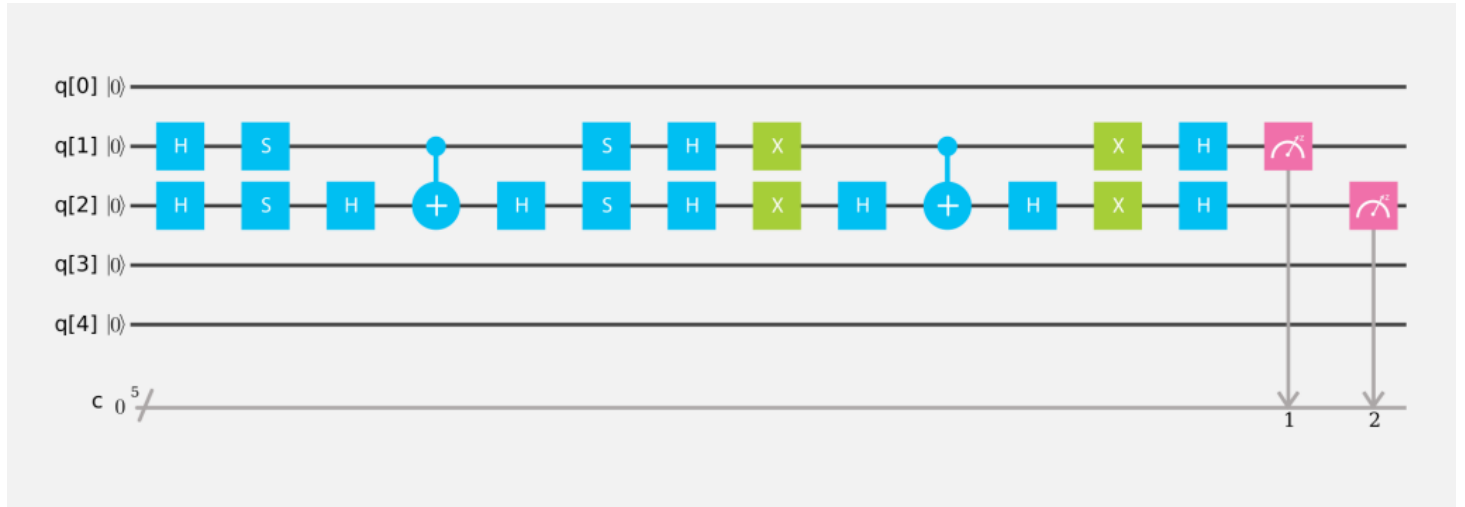 q[0] |0⟩
q[1] |0⟩ H S S H X X H
q[2] |0⟩ H S H + H S H X H + H X H
q[3] |0⟩
q[4] |0⟩
c 0 5
1 2